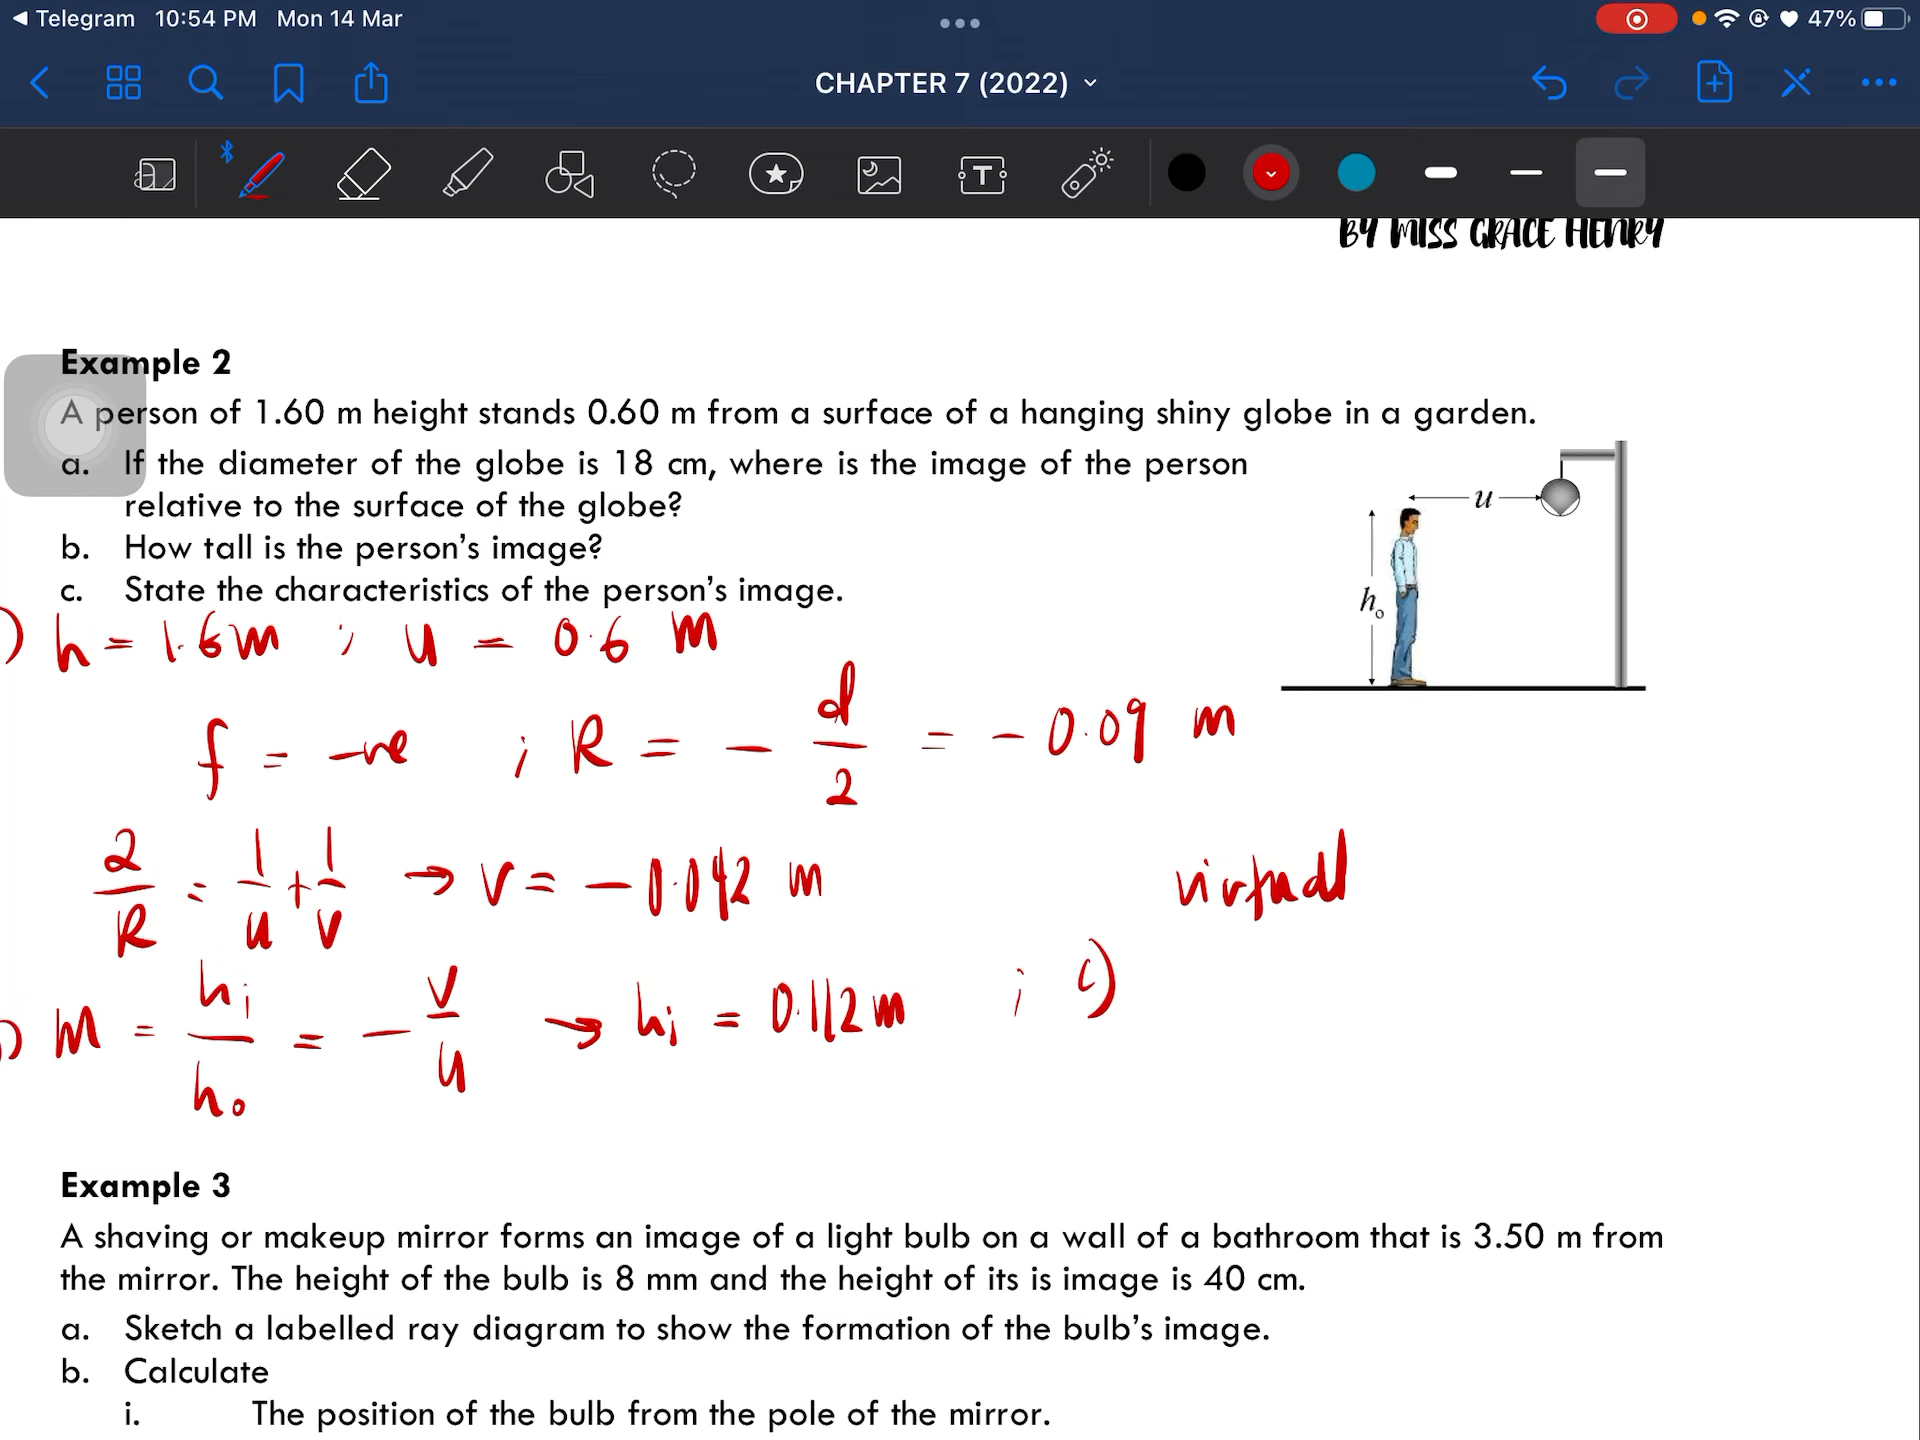 Telegram 10:54 PM Mon 14 Mar 47%
CHAPTER 7 (2022)
BY MISS GRACE HENRY
Example 2
A person of 1.60 m height stands 0.60 m from a surface of a hanging shiny globe in a garden.
a. If the diameter of the globe is 18 cm, where is the image of the person
relative to the surface of the globe?
b. How tall is the person's image?
c. State the characteristics of the person's image.
u
hₒ
) h = 1.6m ; u = 0.6 m
f = -ve ; R = - d/2 = - 0.09 m
2/R = 1/u + 1/v → v = - 0.042 m
virtual
) m = hi/ho = - v/u → hi = 0.112m ; c)
Example 3
A shaving or makeup mirror forms an image of a light bulb on a wall of a bathroom that is 3.50 m from
the mirror. The height of the bulb is 8 mm and the height of its is image is 40 cm.
a. Sketch a labelled ray diagram to show the formation of the bulb's image.
b. Calculate
i. The position of the bulb from the pole of the mirror.